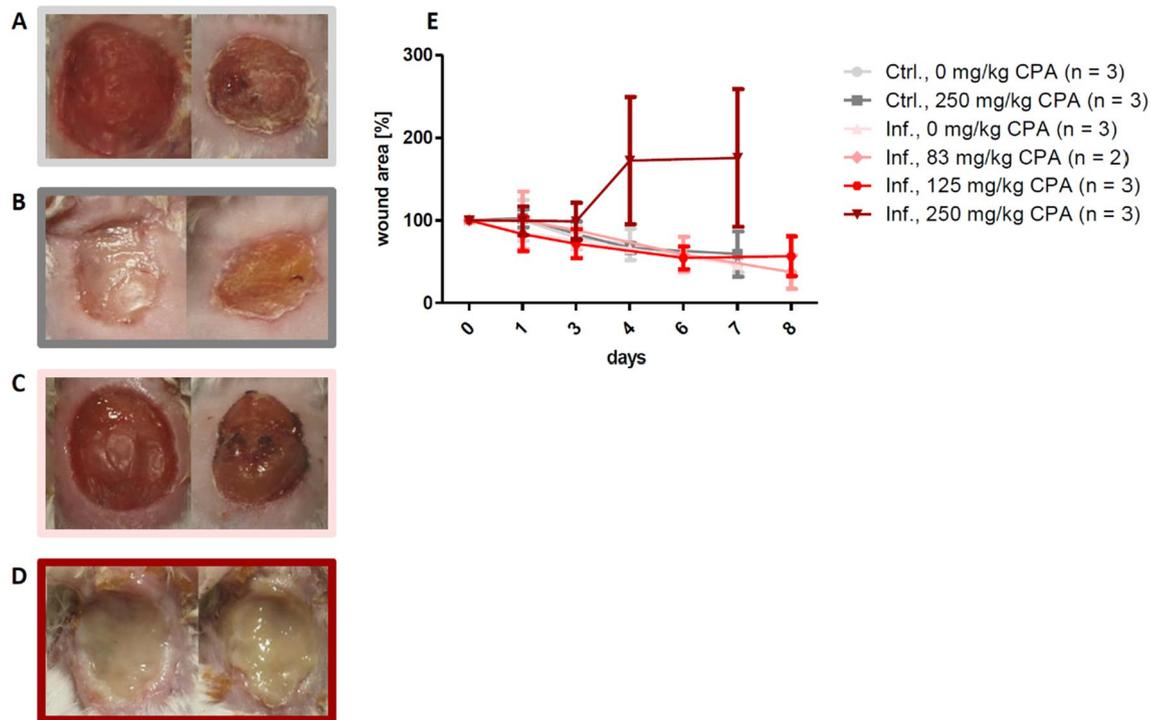 A
B
C
D
E
300
200
100
0
wound area [%]
0 1 3 4 6 7 8
days
Ctrl., 0 mg/kg CPA (n = 3)
Ctrl., 250 mg/kg CPA (n = 3)
Inf., 0 mg/kg CPA (n = 3)
Inf., 83 mg/kg CPA (n = 2)
Inf., 125 mg/kg CPA (n = 3)
Inf., 250 mg/kg CPA (n = 3)